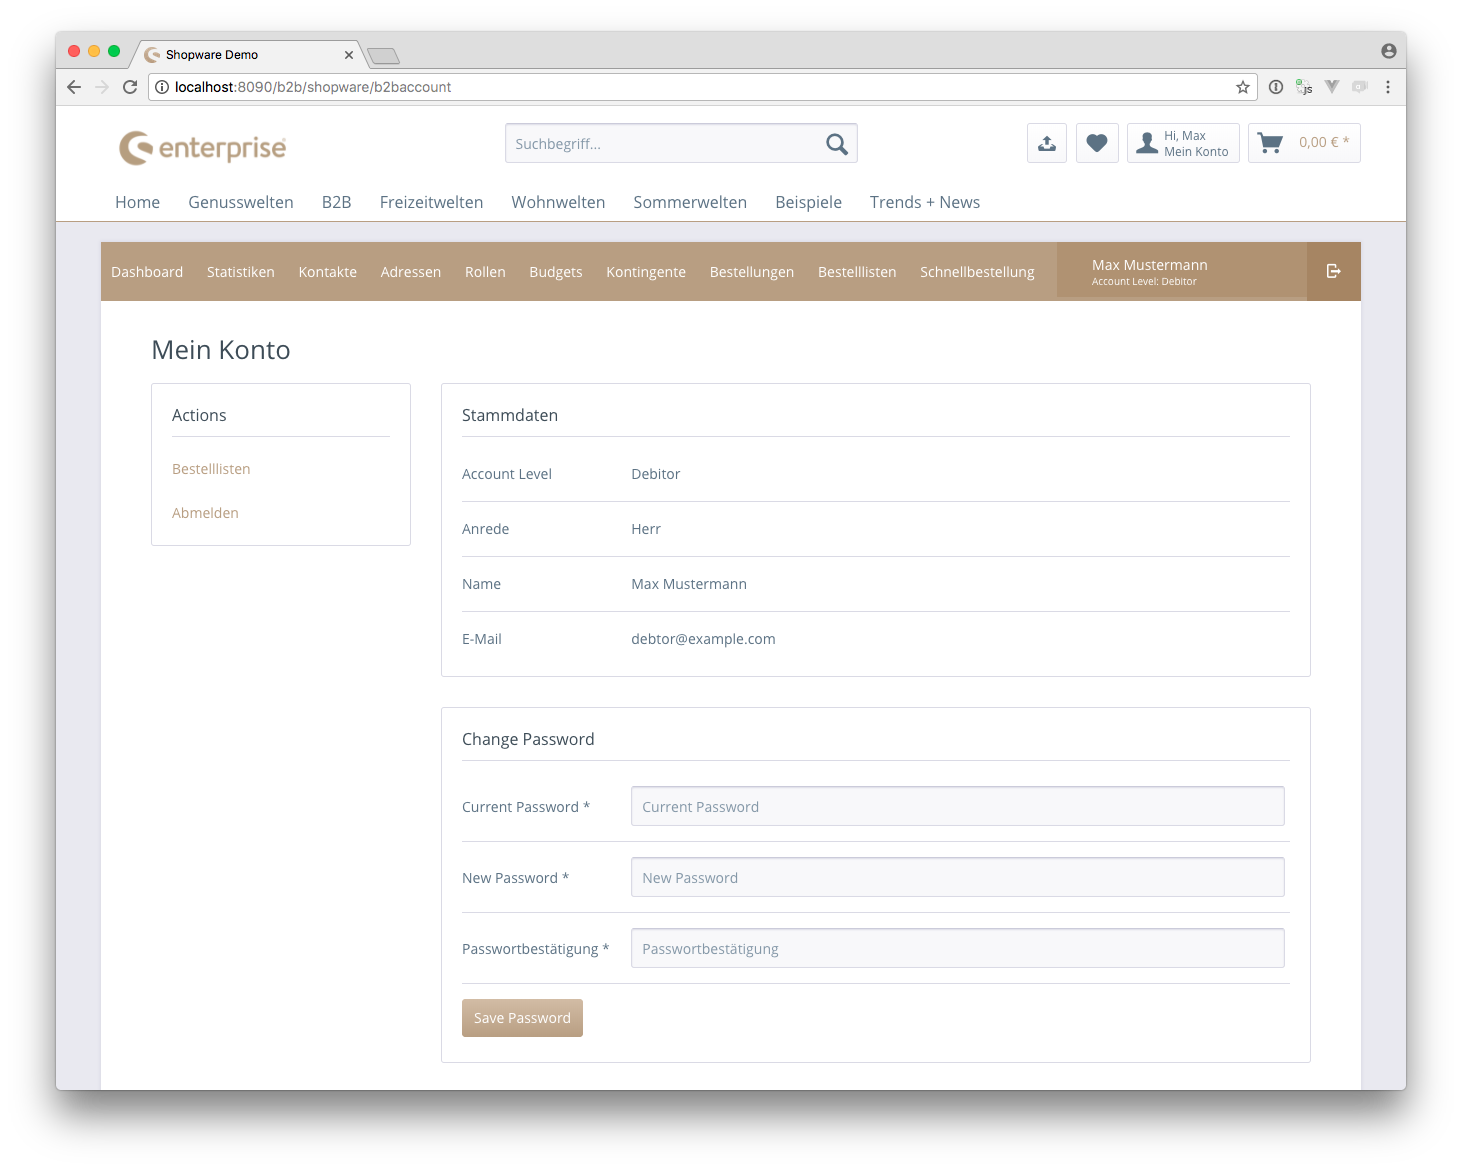 Shopware Demo
localhost:8090/b2b/shopware/b2baccount
enterprise
Suchbegriff...
Hi, Max
Mein Konto
0,00 € *
Home Genusswelten B2B Freizeitwelten Wohnwelten Sommerwelten Beispiele Trends + News
Dashboard Statistiken Kontakte Adressen Rollen Budgets Kontingente Bestellungen Bestelllisten Schnellbestellung
Max Mustermann
Account Level: Debitor
Mein Konto
Actions
Bestelllisten
Abmelden
Stammdaten
Account Level Debitor
Anrede Herr
Name Max Mustermann
E-Mail debtor@example.com
Change Password
Current Password * Current Password
New Password * New Password
Passwortbestätigung * Passwortbestätigung
Save Password